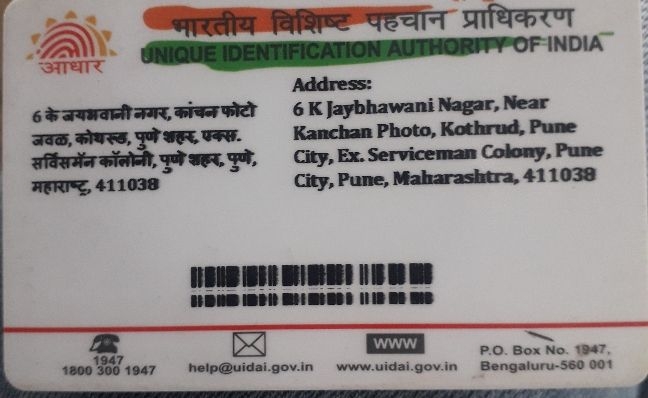 भारतीय विशिष्ट पहचान प्राधिकरण
UNIQUE IDENTIFICATION AUTHORITY OF INDIA
आधार
6 के जयभवानी नगर, कांचन फोटो
जवळ, कोथरुड, पुणे शहर, एक्स.
सर्विसमॅन कॉलोनी, पुणे शहर, पुणे,
महाराष्ट्र, 411038
Address:
6 K Jaybhawani Nagar, Near
Kanchan Photo, Kothrud, Pune
City, Ex. Serviceman Colony, Pune
City, Pune, Maharashtra, 411038
1947
1800 300 1947
help@uidai.gov.in
WWW
www.uidai.gov.in
P.O. Box No. 1947,
Bengaluru-560 001